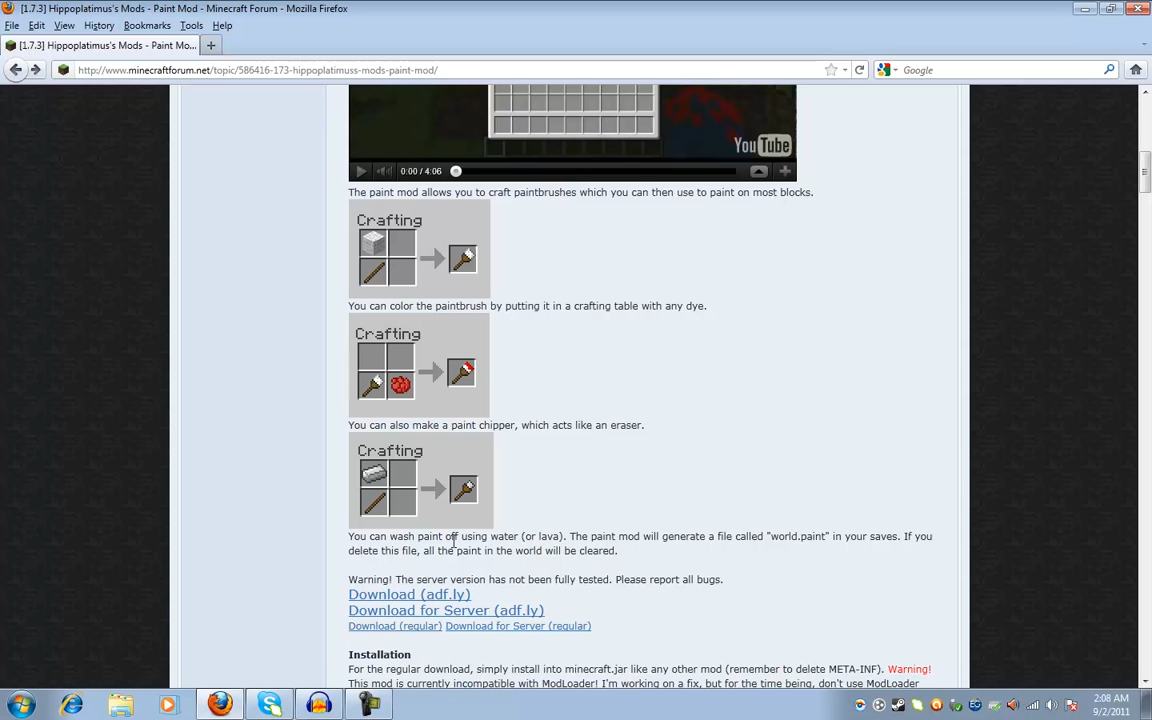 [1.7.3] Hippoplatimus's Mods - Paint Mod - Minecraft Forum - Mozilla Firefox
File Edit View History Bookmarks Tools Help
[1.7.3] Hippoplatimus's Mods - Paint Mo...
http://www.minecraftforum.net/topic/586416-173-hippoplatimuss-mods-paint-mod/
Google
YouTube
0:00 / 4:06
The paint mod allows you to craft paintbrushes which you can then use to paint on most blocks.
Crafting
You can color the paintbrush by putting it in a crafting table with any dye.
Crafting
You can also make a paint chipper, which acts like an eraser.
Crafting
You can wash paint off using water (or lava). The paint mod will generate a file called "world.paint" in your saves. If you
delete this file, all the paint in the world will be cleared.
Warning! The server version has not been fully tested. Please report all bugs.
Download (adf.ly)
Download for Server (adf.ly)
Download (regular) Download for Server (regular)
Installation
For the regular download, simply install into minecraft.jar like any other mod (remember to delete META-INF). Warning!
This mod is currently incompatible with ModLoader! I'm working on a fix, but for the time being, don't use ModLoader
2:08 AM
9/2/2011